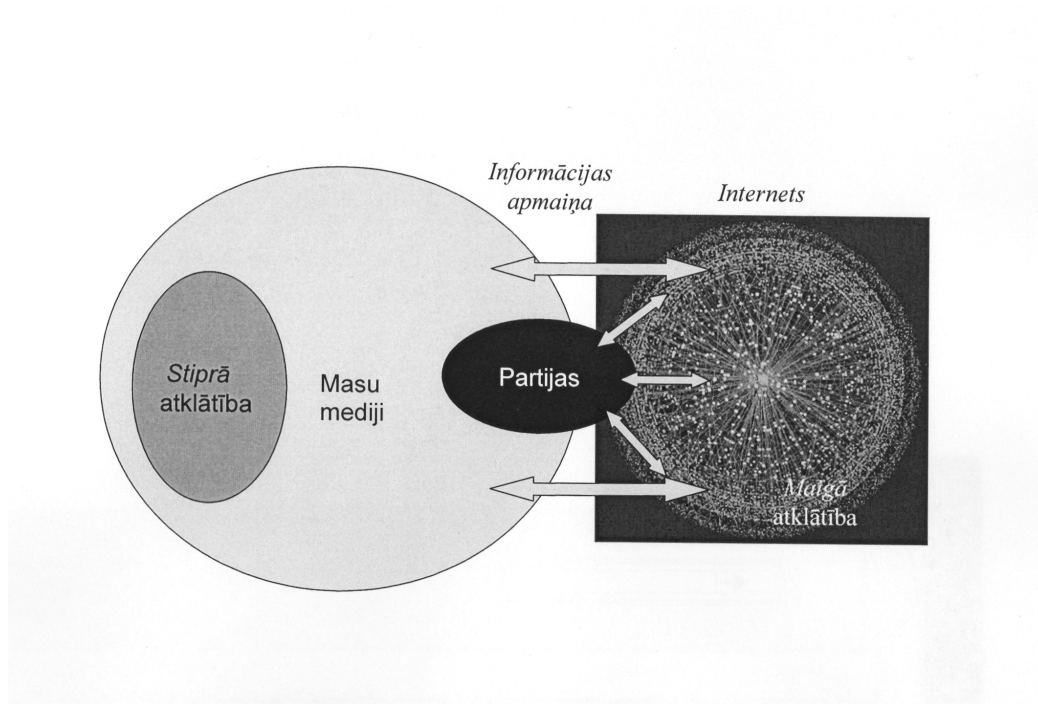 Informācijas
apmaiņa
Internets
Stiprā
atklātība
Masu
mediji
Partijas
Maigā
atklātība